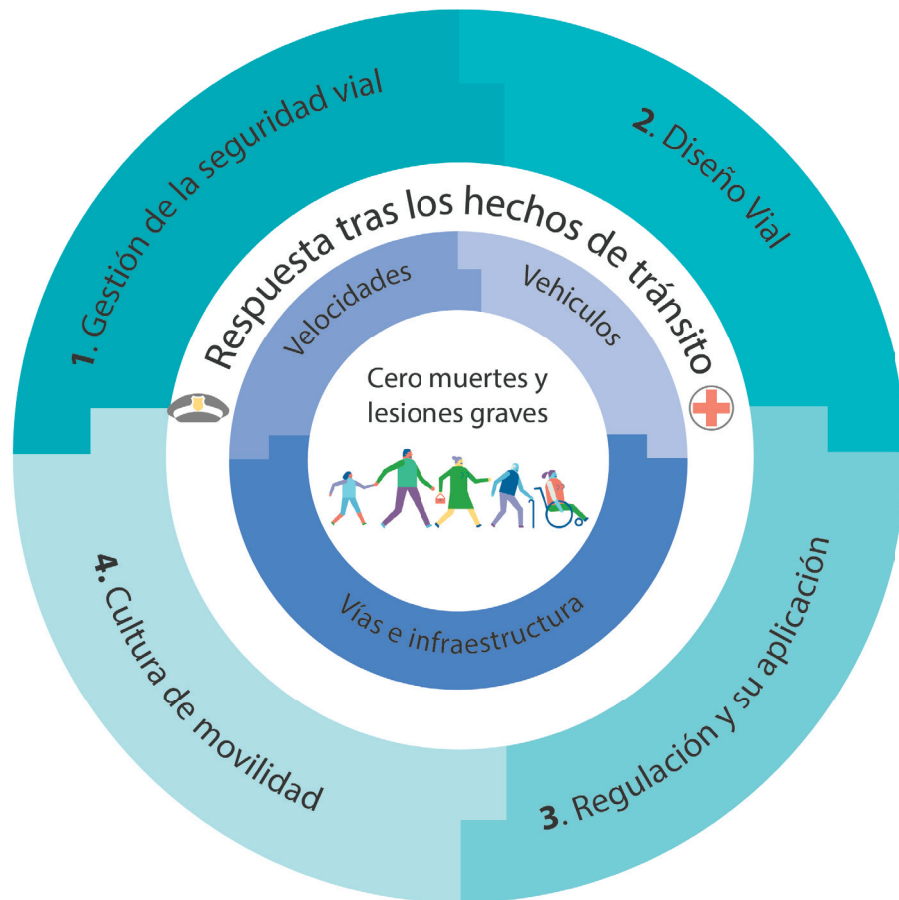 1. Gestión de la seguridad vial
2. Diseño Vial
Respuesta tras los hechos de tránsito
Velocidades
Vehiculos
Cero muertes y
lesiones graves
Vías e infraestructura
4. Cultura de movilidad
3. Regulación y su aplicación